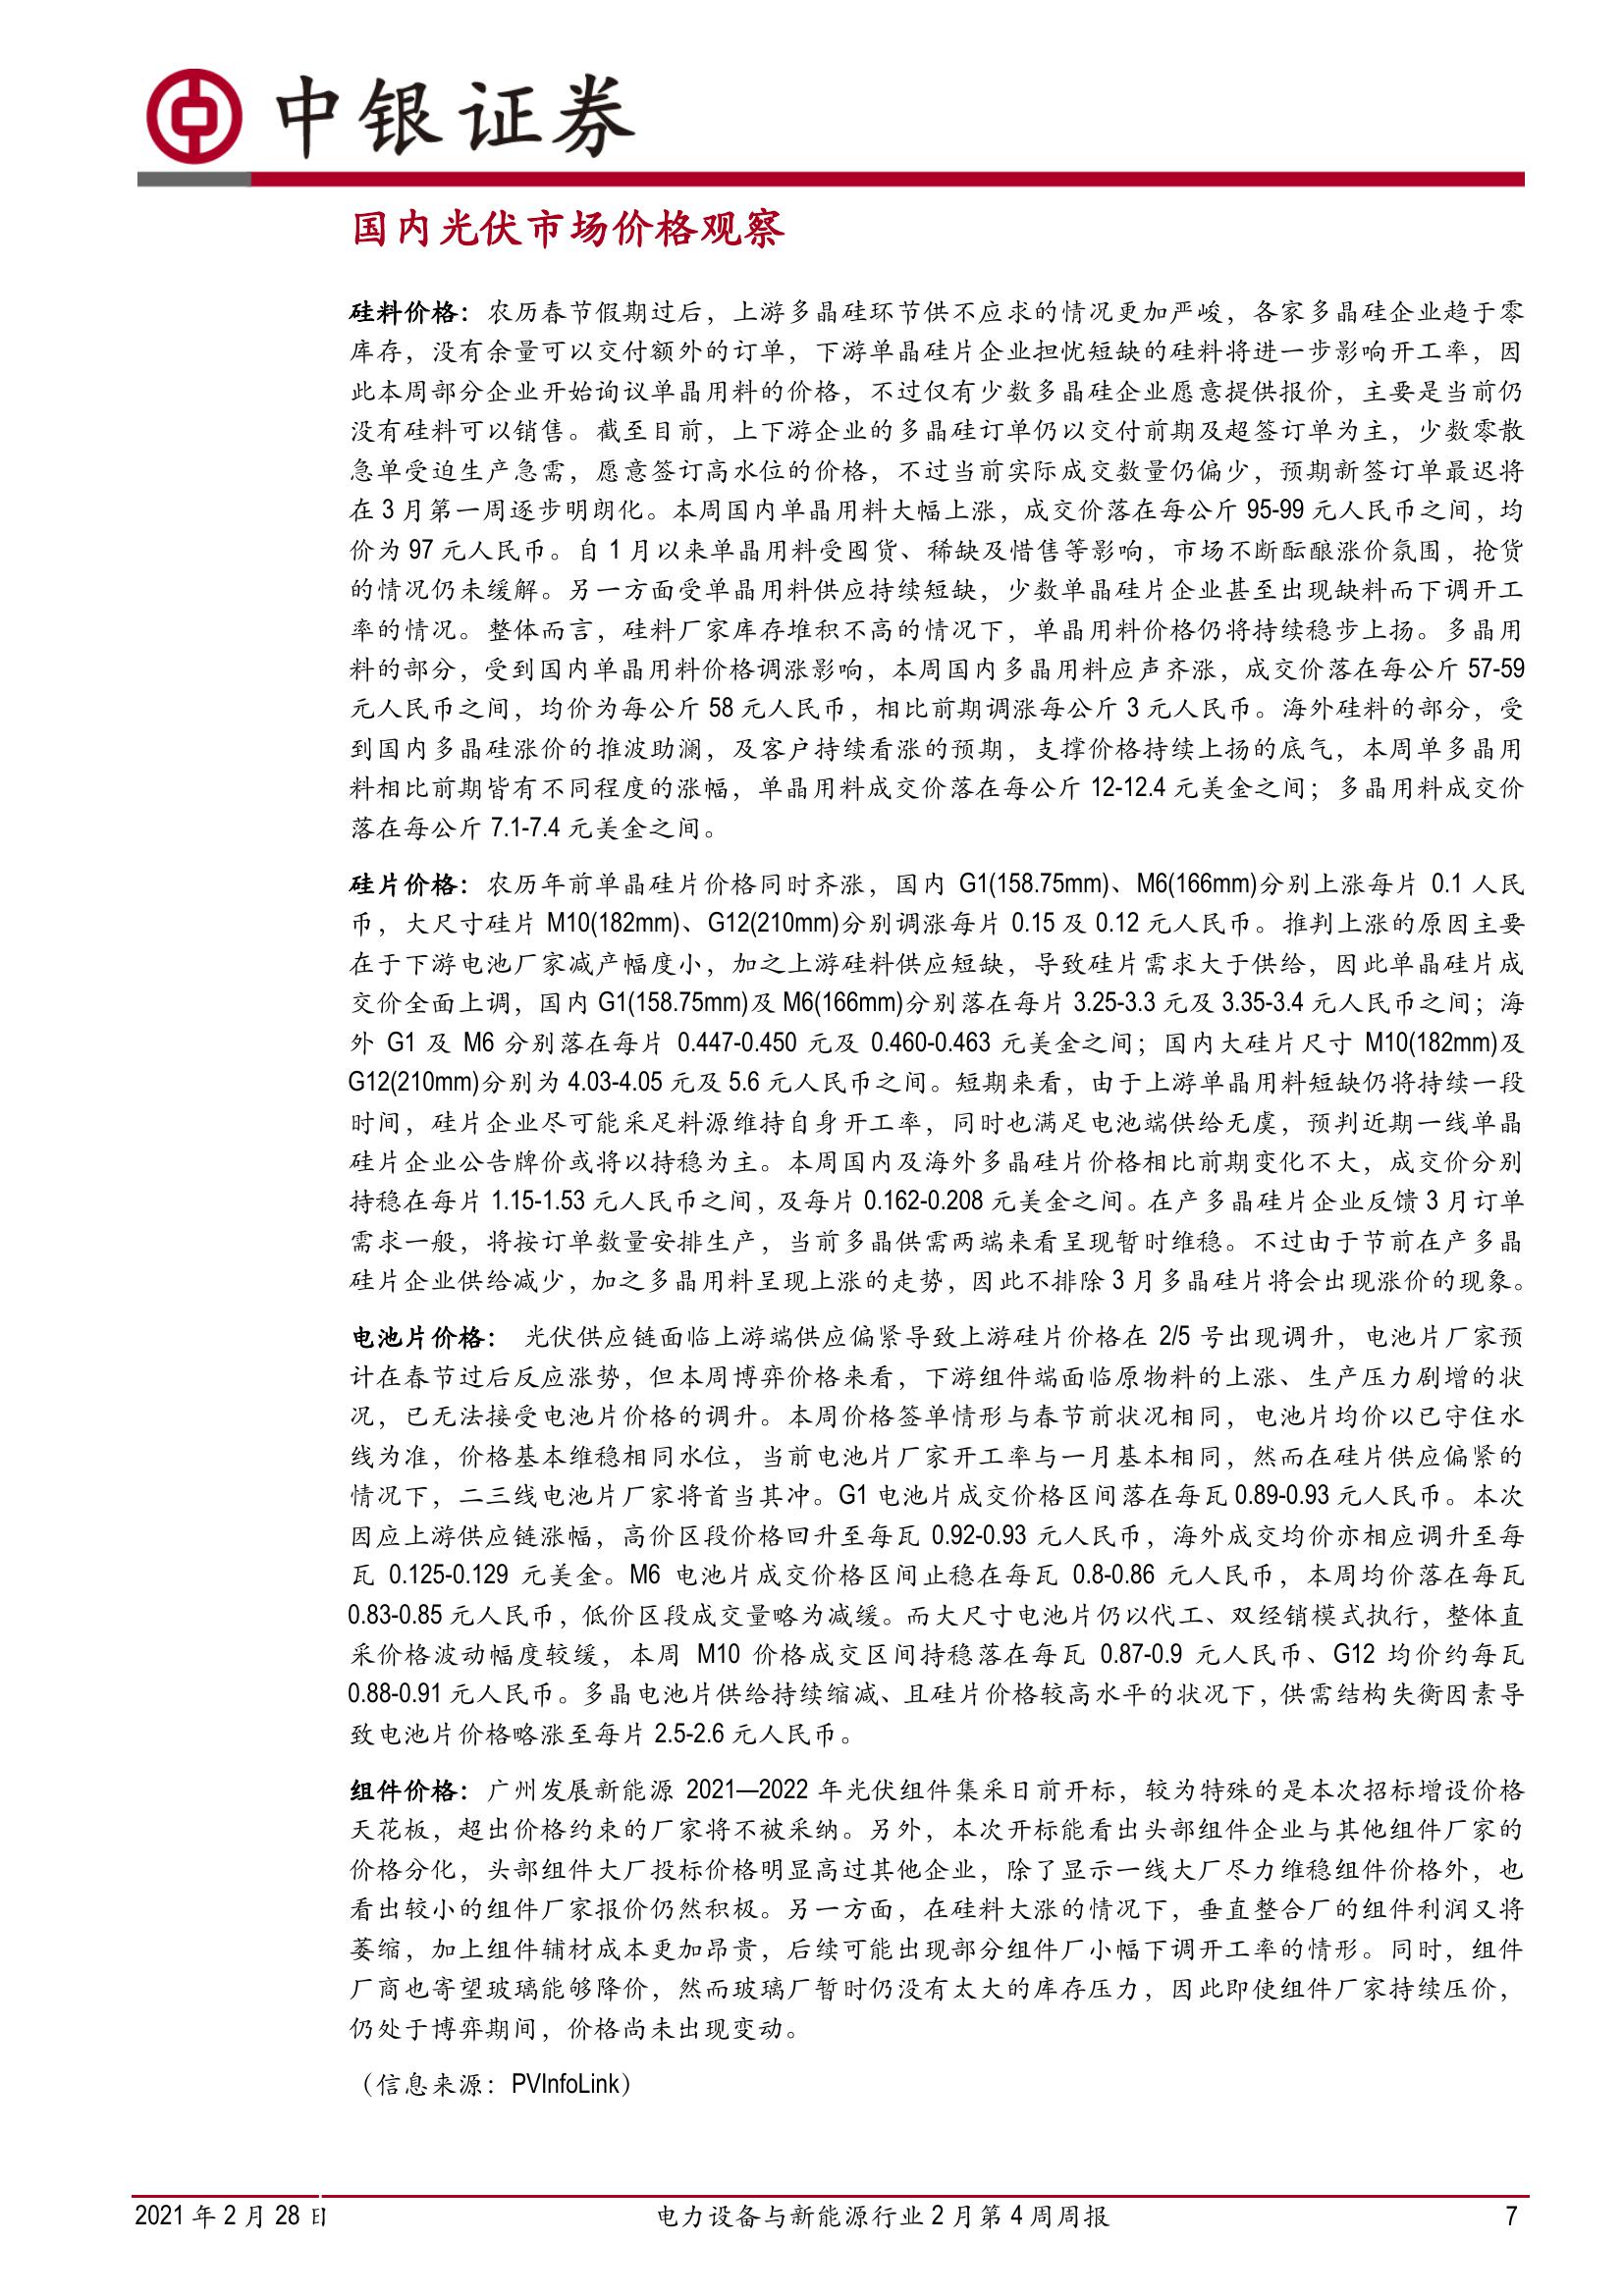 中银证券
国内光伏市场价格观察
硅料价格：农历春节假期过后，上游多晶硅环节供不应求的情况更加严峻，各家多晶硅企业趋于零
库存，没有余量可以交付额外的订单，下游单晶硅片企业担忧短缺的硅料将进一步影响开工率，因
此本周部分企业开始询议单晶用料的价格，不过仅有少数多晶硅企业愿意提供报价，主要是当前仍
没有硅料可以销售。截至目前，上下游企业的多晶硅订单仍以交付前期及超签订单为主，少数零散
急单受迫生产急需，愿意签订高水位的价格，不过当前实际成交数量仍偏少，预期新签订单最迟将
在 3 月第一周逐步明朗化。本周国内单晶用料大幅上涨，成交价落在每公斤 95-99 元人民币之间，均
价为 97 元人民币。自 1 月以来单晶用料受囤货、稀缺及惜售等影响，市场不断酝酿涨价氛围，抢货
的情况仍未缓解。另一方面受单晶用料供应持续短缺，少数单晶硅片企业甚至出现缺料而下调开工
率的情况。整体而言，硅料厂家库存堆积不高的情况下，单晶用料价格仍将持续稳步上扬。多晶用
料的部分，受到国内单晶用料价格调涨影响，本周国内多晶用料应声齐涨，成交价落在每公斤 57-59
元人民币之间，均价为每公斤 58 元人民币，相比前期调涨每公斤 3 元人民币。海外硅料的部分，受
到国内多晶硅涨价的推波助澜，及客户持续看涨的预期，支撑价格持续上扬的底气，本周单多晶用
料相比前期皆有不同程度的涨幅，单晶用料成交价落在每公斤 12-12.4 元美金之间；多晶用料成交价
落在每公斤 7.1-7.4 元美金之间。
硅片价格：农历年前单晶硅片价格同时齐涨，国内 G1(158.75mm)、M6(166mm)分别上涨每片 0.1 人民
币，大尺寸硅片 M10(182mm)、G12(210mm)分别调涨每片 0.15 及 0.12 元人民币。推判上涨的原因主要
在于下游电池厂家减产幅度小，加之上游硅料供应短缺，导致硅片需求大于供给，因此单晶硅片成
交价全面上调，国内 G1(158.75mm)及 M6(166mm)分别落在每片 3.25-3.3 元及 3.35-3.4 元人民币之间；海
外 G1 及 M6 分别落在每片 0.447-0.450 元及 0.460-0.463 元美金之间；国内大硅片尺寸 M10(182mm)及
G12(210mm)分别为 4.03-4.05 元及 5.6 元人民币之间。短期来看，由于上游单晶用料短缺仍将持续一段
时间，硅片企业尽可能采足料源维持自身开工率，同时也满足电池端供给无虞，预判近期一线单晶
硅片企业公告牌价或将以持稳为主。本周国内及海外多晶硅片价格相比前期变化不大，成交价分别
持稳在每片 1.15-1.53 元人民币之间，及每片 0.162-0.208 元美金之间。在产多晶硅片企业反馈 3 月订单
需求一般，将按订单数量安排生产，当前多晶供需两端来看呈现暂时维稳。不过由于节前在产多晶
硅片企业供给减少，加之多晶用料呈现上涨的走势，因此不排除 3 月多晶硅片将会出现涨价的现象。
电池片价格： 光伏供应链面临上游端供应偏紧导致上游硅片价格在 2/5 号出现调升，电池片厂家预
计在春节过后反应涨势，但本周博弈价格来看，下游组件端面临原物料的上涨、生产压力剧增的状
况，已无法接受电池片价格的调升。本周价格签单情形与春节前状况相同，电池片均价以已守住水
线为准，价格基本维稳相同水位，当前电池片厂家开工率与一月基本相同，然而在硅片供应偏紧的
情况下，二三线电池片厂家将首当其冲。G1 电池片成交价格区间落在每瓦 0.89-0.93 元人民币。本次
因应上游供应链涨幅，高价区段价格回升至每瓦 0.92-0.93 元人民币，海外成交均价亦相应调升至每
瓦 0.125-0.129 元美金。M6 电池片成交价格区间止稳在每瓦 0.8-0.86 元人民币，本周均价落在每瓦
0.83-0.85 元人民币，低价区段成交量略为减缓。而大尺寸电池片仍以代工、双经销模式执行，整体直
采价格波动幅度较缓，本周 M10 价格成交区间持稳落在每瓦 0.87-0.9 元人民币、G12 均价约每瓦
0.88-0.91 元人民币。多晶电池片供给持续缩减、且硅片价格较高水平的状况下，供需结构失衡因素导
致电池片价格略涨至每片 2.5-2.6 元人民币。
组件价格：广州发展新能源 2021—2022 年光伏组件集采日前开标，较为特殊的是本次招标增设价格
天花板，超出价格约束的厂家将不被采纳。另外，本次开标能看出头部组件企业与其他组件厂家的
价格分化，头部组件大厂投标价格明显高过其他企业，除了显示一线大厂尽力维稳组件价格外，也
看出较小的组件厂家报价仍然积极。另一方面，在硅料大涨的情况下，垂直整合厂的组件利润又将
萎缩，加上组件辅材成本更加昂贵，后续可能出现部分组件厂小幅下调开工率的情形。同时，组件
厂商也寄望玻璃能够降价，然而玻璃厂暂时仍没有太大的库存压力，因此即使组件厂家持续压价，
仍处于博弈期间，价格尚未出现变动。
（信息来源：PVInfoLink）
2021 年 2 月 28 日 电力设备与新能源行业 2 月第 4 周周报 7